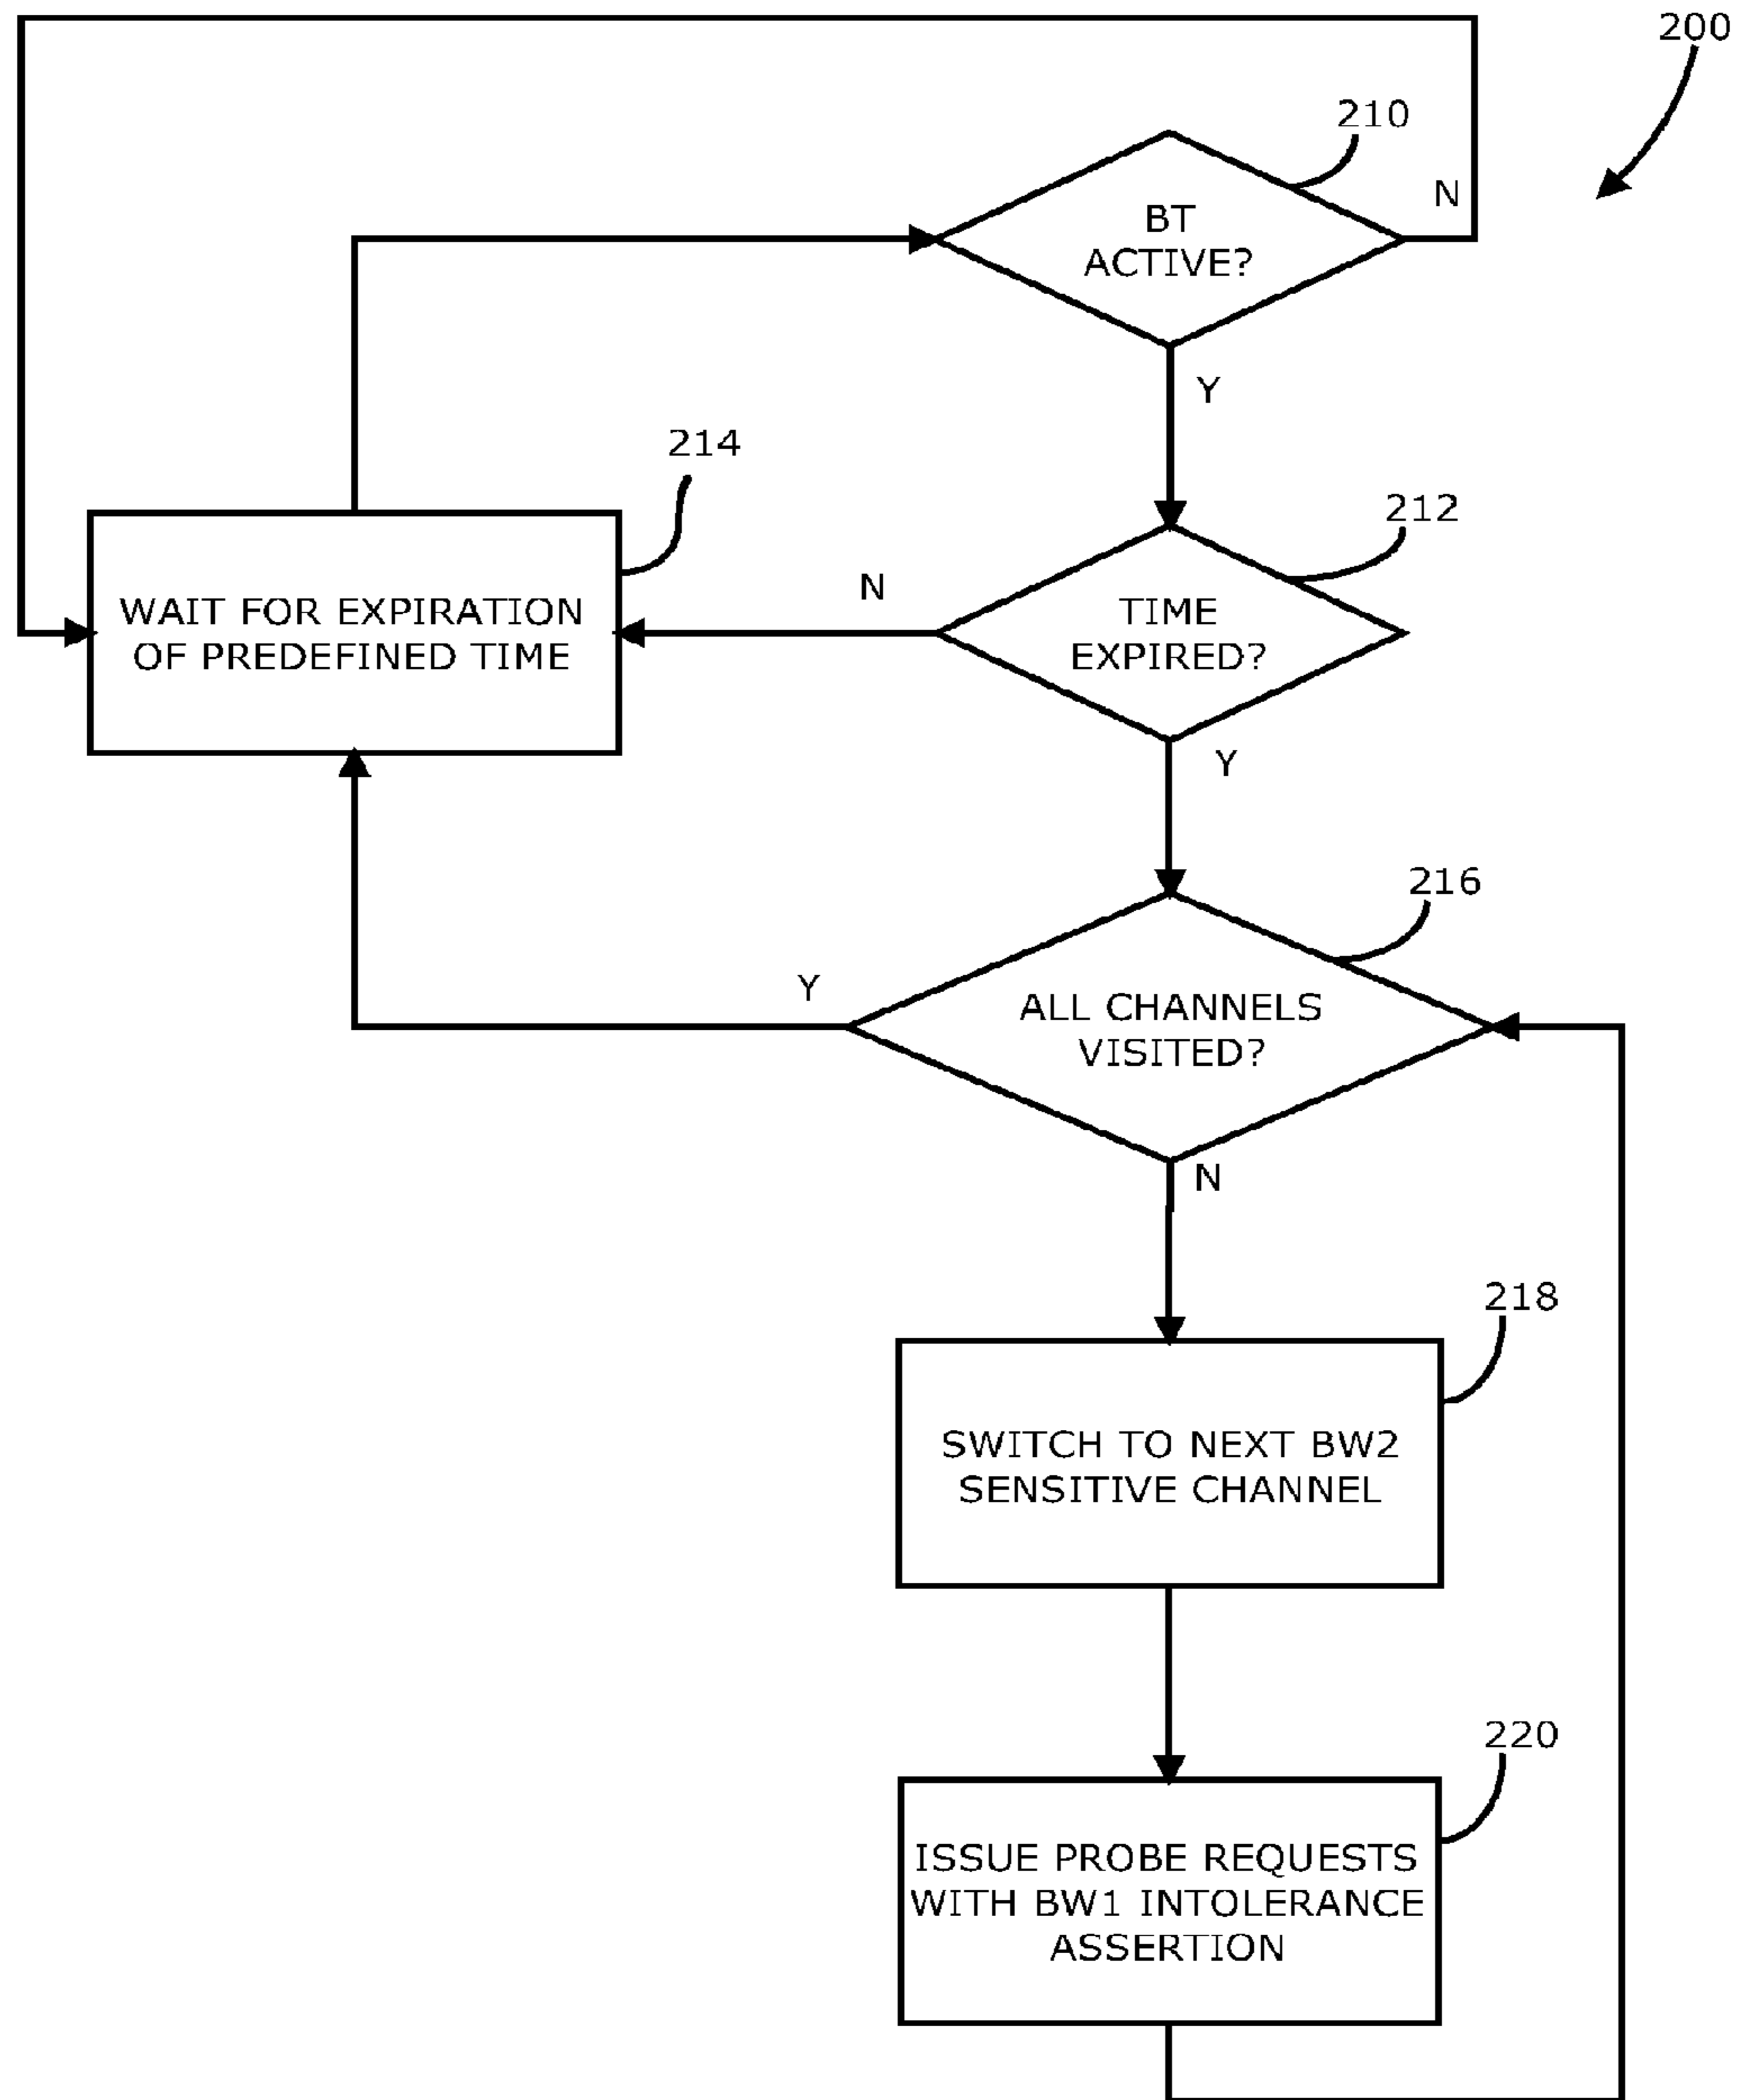 200
210
BT
ACTIVE?
N
Y
214
212
WAIT FOR EXPIRATION
OF PREDEFINED TIME
N
TIME
EXPIRED?
Y
216
Y
ALL CHANNELS
VISITED?
N
218
SWITCH TO NEXT BW2
SENSITIVE CHANNEL
220
ISSUE PROBE REQUESTS
WITH BW1 INTOLERANCE
ASSERTION